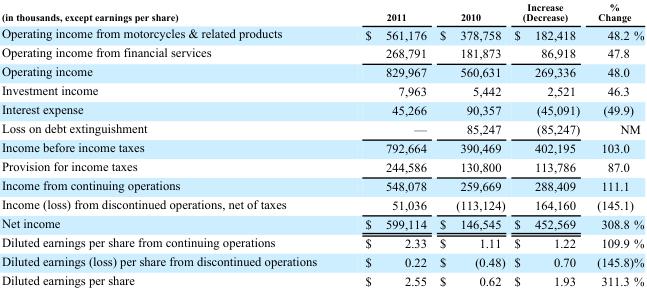 (in thousands, except earnings per share) 2011 2010 Increase (Decrease) % Change
Operating income from motorcycles & related products $ 561,176 $ 378,758 $ 182,418 48.2 %
Operating income from financial services 268,791 181,873 86,918 47.8
Operating income 829,967 560,631 269,336 48.0
Investment income 7,963 5,442 2,521 46.3
Interest expense 45,266 90,357 (45,091) (49.9)
Loss on debt extinguishment — 85,247 (85,247) NM
Income before income taxes 792,664 390,469 402,195 103.0
Provision for income taxes 244,586 130,800 113,786 87.0
Income from continuing operations 548,078 259,669 288,409 111.1
Income (loss) from discontinued operations, net of taxes 51,036 (113,124) 164,160 (145.1)
Net income $ 599,114 $ 146,545 $ 452,569 308.8 %
Diluted earnings per share from continuing operations $ 2.33 $ 1.11 $ 1.22 109.9 %
Diluted earnings (loss) per share from discontinued operations $ 0.22 $ (0.48) $ 0.70 (145.8)%
Diluted earnings per share $ 2.55 $ 0.62 $ 1.93 311.3 %